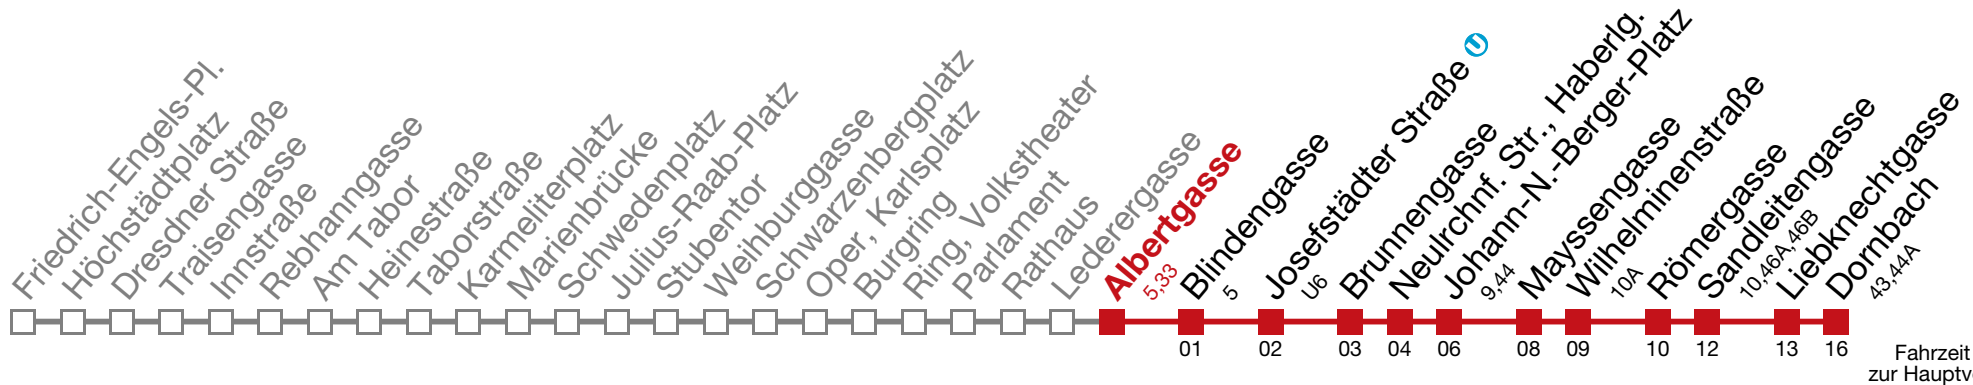 Friedrich-Engels-Pl.
Höchstädtplatz
Dresdner Straße
Traisengasse
Innstraße
Rebhanngasse
Am Tabor
Heinestraße
Taborstraße
Karmeliterplatz
Marienbrücke
Schwedenplatz
Julius-Raab-Platz
Stubentor
Weihburggasse
Schwarzenbergplatz
Oper, Karlsplatz
Burgring
Ring, Volkstheater
Parlament
Rathaus
Lederergasse
Albertgasse
5,33
Blindengasse
5
Josefstädter Straße U
U6
Brunnengasse
Neulrchnf. Str., Haberlg.
Johann-N.-Berger-Platz
9,44
Mayssengasse
Wilhelminenstraße
10A
Römergasse
Sandleitengasse
10,46A,46B
Liebknechtgasse
Dornbach
43,44A
01 02 03 04 06 08 09 10 12 13 16
Fahrzeit
zur Hauptv